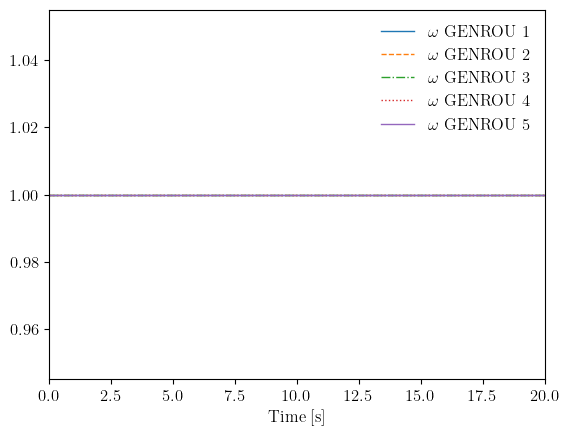 ω GENROU 1
ω GENROU 2
ω GENROU 3
ω GENROU 4
ω GENROU 5
1.04
1.02
1.00
0.98
0.96
0.0 2.5 5.0 7.5 10.0 12.5 15.0 17.5 20.0
Time [s]